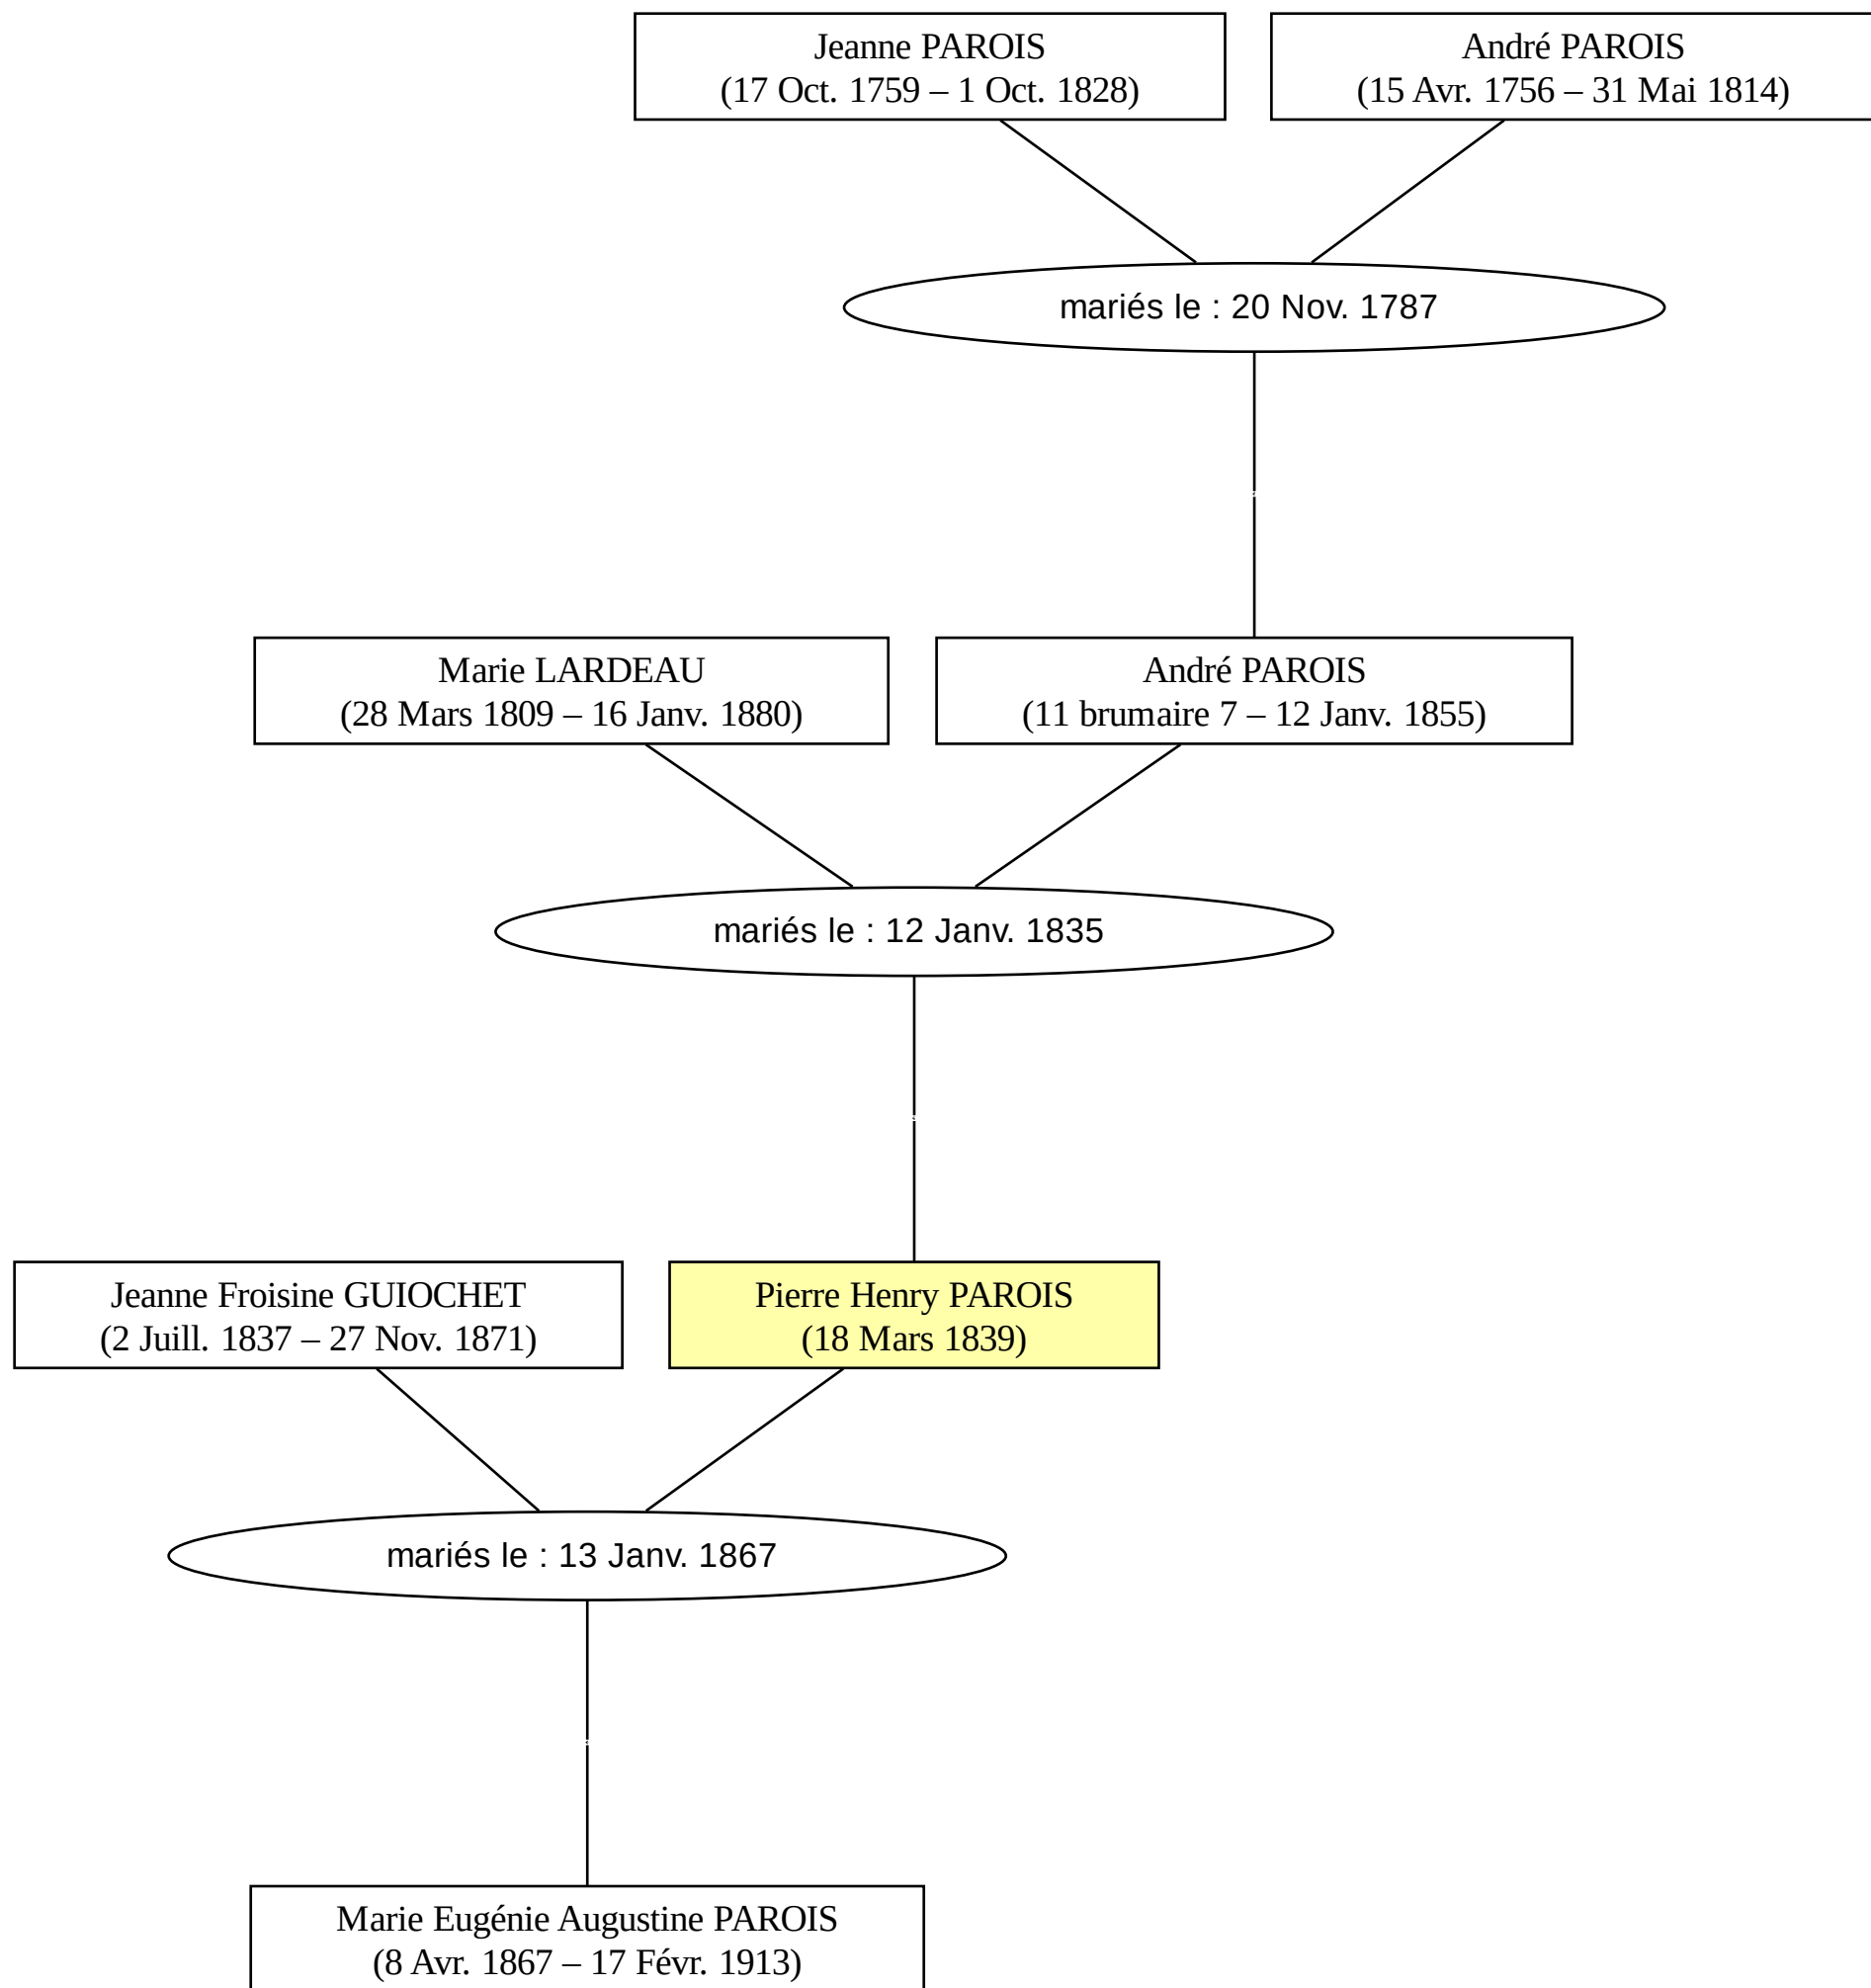 Jeanne PAROIS
(17 Oct. 1759 – 1 Oct. 1828)
André PAROIS
(15 Avr. 1756 – 31 Mai 1814)
mariés le : 20 Nov. 1787
Marie LARDEAU
(28 Mars 1809 – 16 Janv. 1880)
André PAROIS
(11 brumaire 7 – 12 Janv. 1855)
mariés le : 12 Janv. 1835
Jeanne Froisine GUIOCHET
(2 Juill. 1837 – 27 Nov. 1871)
Pierre Henry PAROIS
(18 Mars 1839)
mariés le : 13 Janv. 1867
Marie Eugénie Augustine PAROIS
(8 Avr. 1867 – 17 Févr. 1913)